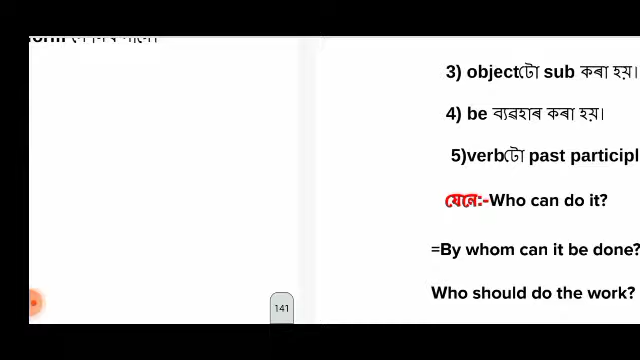 3) objectটো sub কৰা হয়।
4) be ব্যৱহাৰ কৰা হয়।
5)verbটো past participl
যেনে:-Who can do it?
=By whom can it be done?
Who should do the work?
141